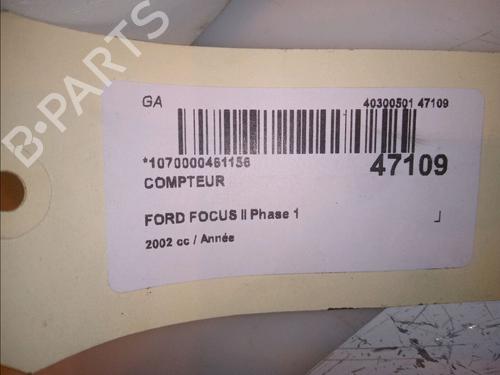 B-PARTS
GA
40300501 47109
*1070000461156
47109
COMPTEUR
FORD FOCUS II Phase 1
2002 cc / Année